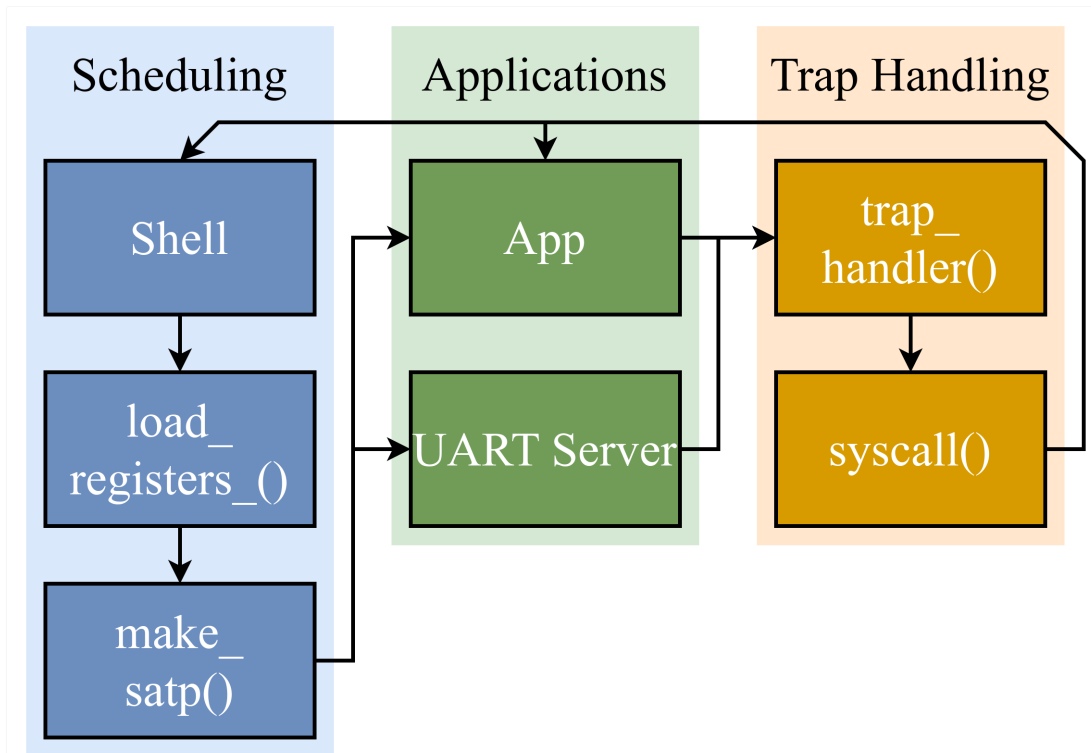 Scheduling
Shell
load_
registers_()
make_
satp()
Applications
App
UART Server
Trap Handling
trap_
handler()
syscall()